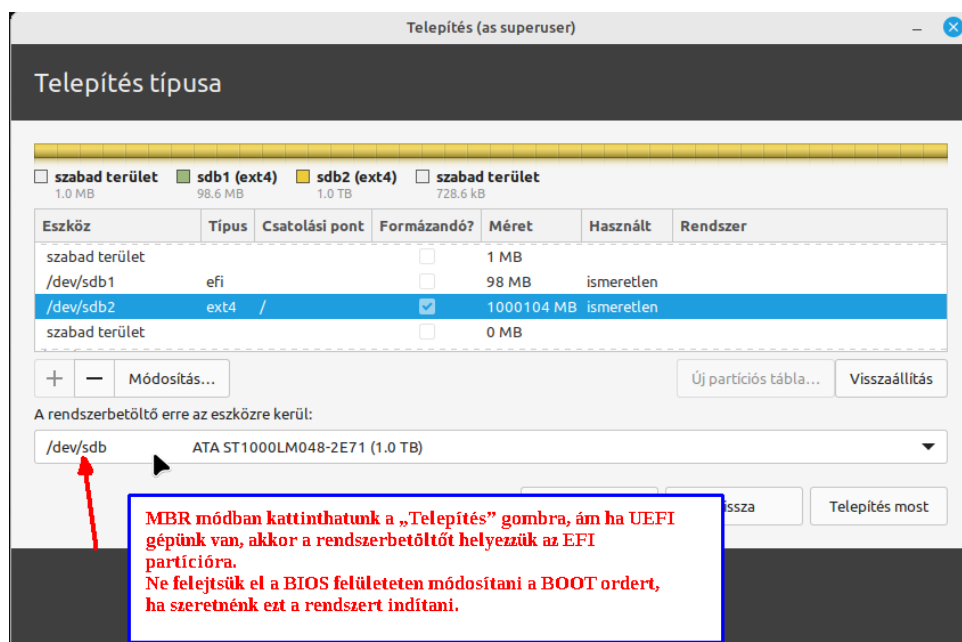 Telepítés (as superuser)
Telepítés típusa
szabad terület sdb1 (ext4) sdb2 (ext4) szabad terület
1.0 MB 98.6 MB 1.0 TB 728.6 kB
Eszköz Típus Csatolási pont Formázandó? Méret Használt Rendszer
szabad terület 1 MB
/dev/sdb1 efi 98 MB ismeretlen
/dev/sdb2 ext4 / 1000104 MB ismeretlen
szabad terület 0 MB
+ − Módosítás... Új partíciós tábla... Visszaállítás
A rendszerbetöltő erre az eszközre kerül:
/dev/sdb ATA ST1000LM048-2E71 (1.0 TB)
Telepítés most
MBR módban kattinthatunk a „Telepítés” gombra, ám ha UEFI
gépünk van, akkor a rendszerbetöltőt helyezzük az EFI
partícióra.
Ne felejtsük el a BIOS felületeten módosítani a BOOT ordert,
ha szeretnénk ezt a rendszert indítani.